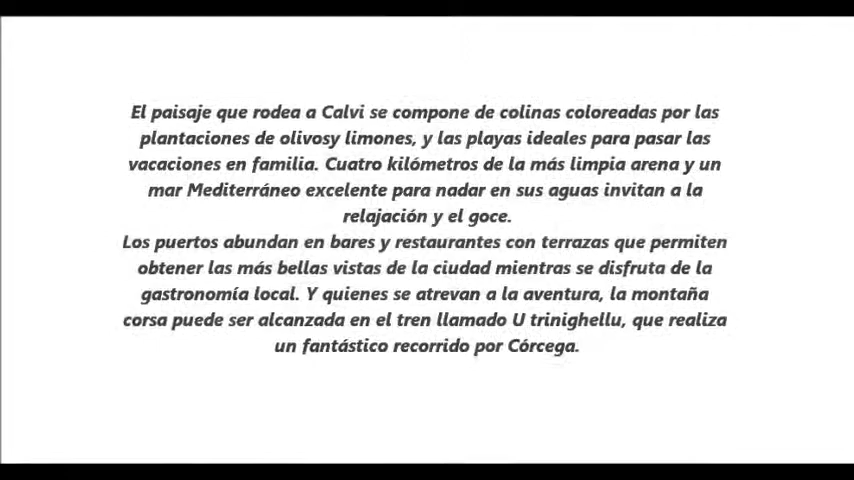 El paisaje que rodea a Calvi se compone de colinas coloreadas por las
plantaciones de olivosy limones, y las playas ideales para pasar las
vacaciones en familia. Cuatro kilómetros de la más limpia arena y un
mar Mediterráneo excelente para nadar en sus aguas invitan a la
relajación y el goce.
Los puertos abundan en bares y restaurantes con terrazas que permiten
obtener las más bellas vistas de la ciudad mientras se disfruta de la
gastronomía local. Y quienes se atrevan a la aventura, la montaña
corsa puede ser alcanzada en el tren llamado U trinighellu, que realiza
un fantástico recorrido por Córcega.